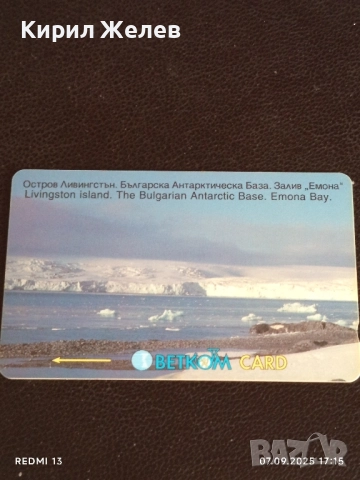 Кирил Желев
Остров Ливингстън. Българска Антарктическа База. Залив „Емона"
Livingston island. The Bulgarian Antarctic Base. Emona Bay.
BETKOM CARD
BAZAR
REDMI 13
07.09.2025 17:15